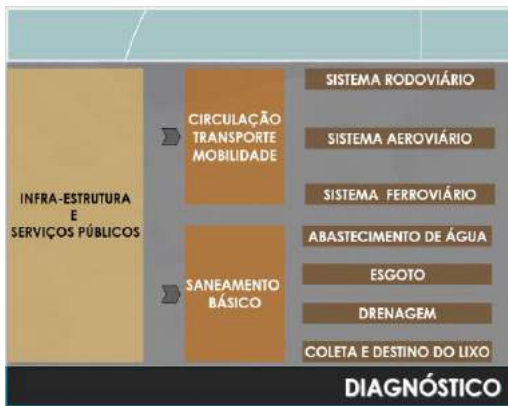 INFRA-ESTRUTURA
E
SERVIÇOS PÚBLICOS
CIRCULAÇÃO
TRANSPORTE
MOBILIDADE
SISTEMA RODOVIÁRIO
SISTEMA AEROVIÁRIO
SISTEMA FERROVIÁRIO
SANEAMENTO
BÁSICO
ABASTECIMENTO DE ÁGUA
ESGOTO
DRENAGEM
COLETA E DESTINO DO LIXO
DIAGNÓSTICO